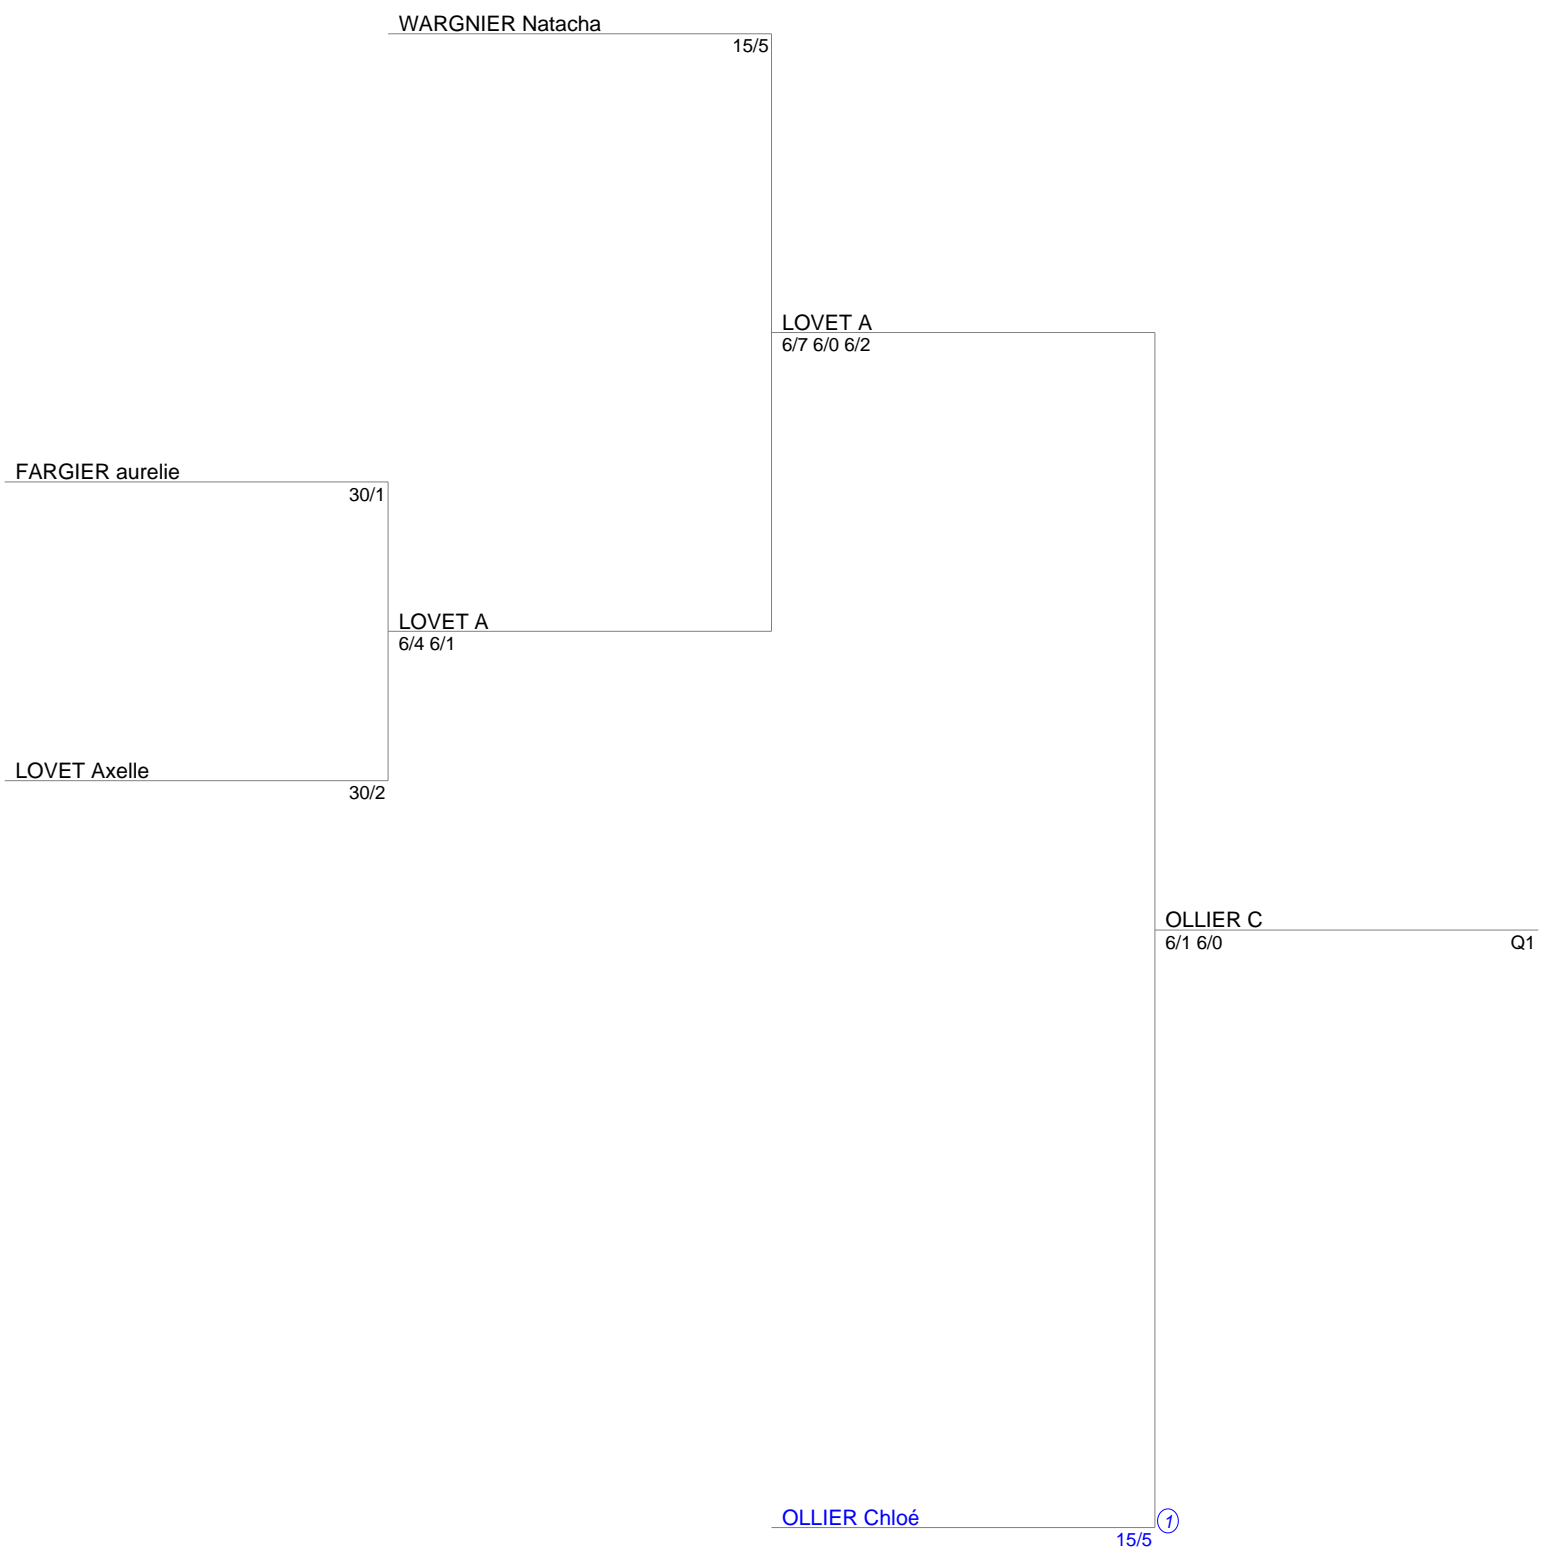 WARGNIER Natacha
15/5
LOVET A
6/7 6/0 6/2
FARGIER aurelie
30/1
LOVET A
6/4 6/1
LOVET Axelle
30/2
OLLIER C
6/1 6/0 Q1
OLLIER Chloé
1
15/5